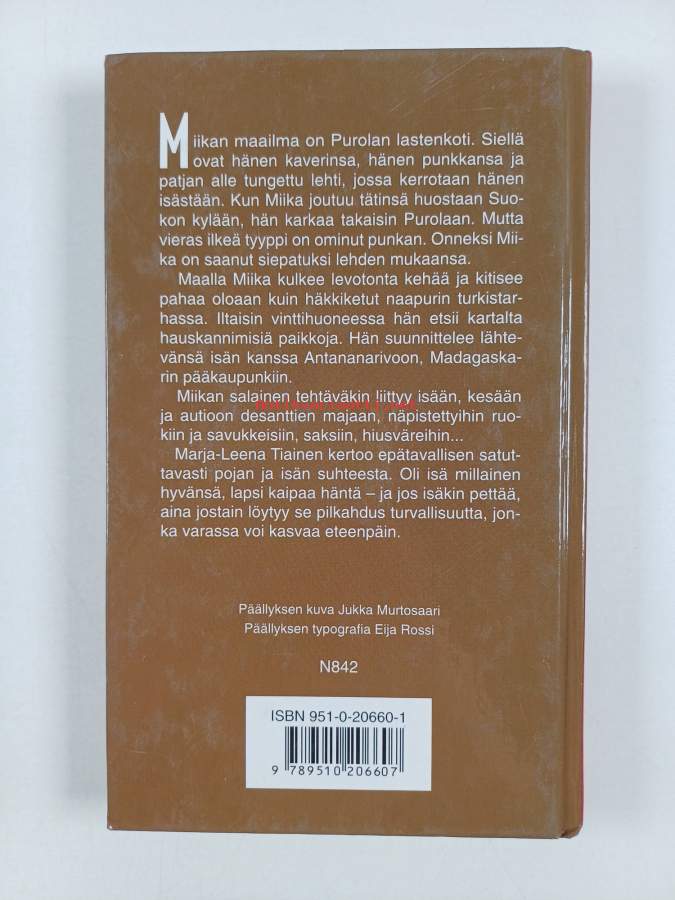 Miikan maailma on Purolan lastenkoti. Siellä
ovat hänen kaverinsa, hänen punkkansa ja
patjan alle tungettu lehti, jossa kerrotaan hänen
isästään. Kun Miika joutuu tätinsä huostaan Suo-
kon kylään, hän karkaa takaisin Purolaan. Mutta
vieras ilkeä tyyppi on ominut punkan. Onneksi Mii-
ka on saanut siepatuksi lehden mukaansa.
Maalla Miika kulkee levotonta kehää ja kitisee
pahaa oloaan kuin häkkiketut naapurin turkistar-
hassa. Iltaisin vinttihuoneessa hän etsii kartalta
hauskannimisiä paikkoja. Hän suunnittelee lähte-
vänsä isän kanssa Antananarivoon, Madagaska-
rin pääkaupunkiin.
Miikan salainen tehtäväkin liittyy isään, kesään
ja autioon desanttien majaan, näpistettyihin ruo-
kiin ja savukkeisiin, saksiin, hiusväreihin...
Marja-Leena Tiainen kertoo epätavallisen satut-
tavasti pojan ja isän suhteesta. Oli isä millainen
hyvänsä, lapsi kaipaa häntä – ja jos isäkin pettää,
aina jostain löytyy se pilkahdus turvallisuutta, jon-
ka varassa voi kasvaa eteenpäin.
Päällyksen kuva Jukka Murtosaari
Päällyksen typografia Eija Rossi
N842
ISBN 951-0-20660-1
9 789510 206607